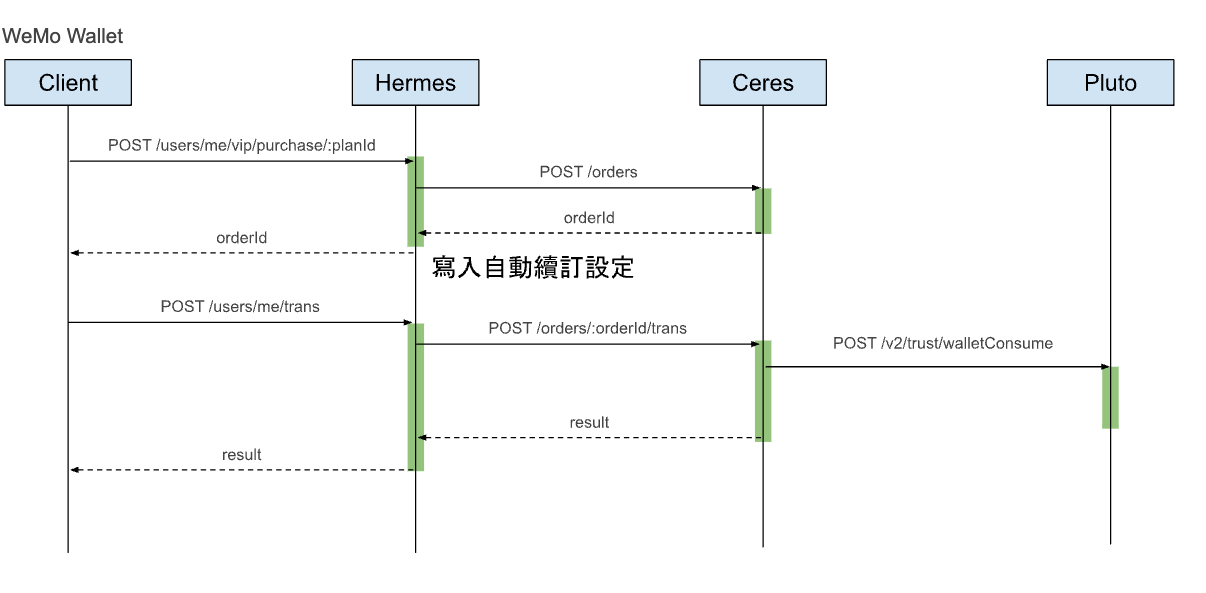 WeMo Wallet
Client
Hermes
Ceres
Pluto
POST /users/me/vip/purchase/:planId
POST /orders
orderId
orderId
寫入自動續訂設定
POST /users/me/trans
POST /orders/:orderId/trans
POST /v2/trust/walletConsume
result
result